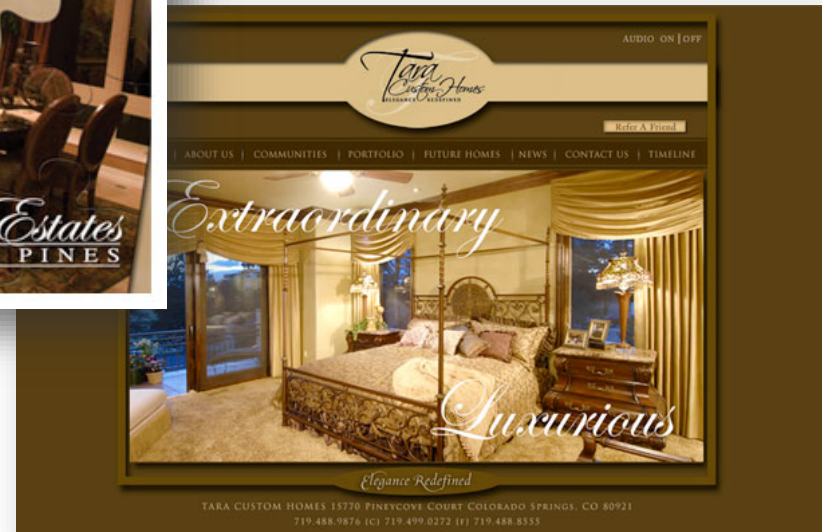 AUDIO ON | OFF
Tara
Custom Homes
ELEGANCE REDEFINED
Refer A Friend
| ABOUT US | COMMUNITIES | PORTFOLIO | FUTURE HOMES | NEWS | CONTACT US | TIMELINE
Extraordinary
Estates
PINES
Luxurious
Elegance Redefined
TARA CUSTOM HOMES 15770 PINEYCOVE COURT COLORADO SPRINGS, CO 80921
719.488.9876 (C) 719.499.0272 (F) 719.488.8555